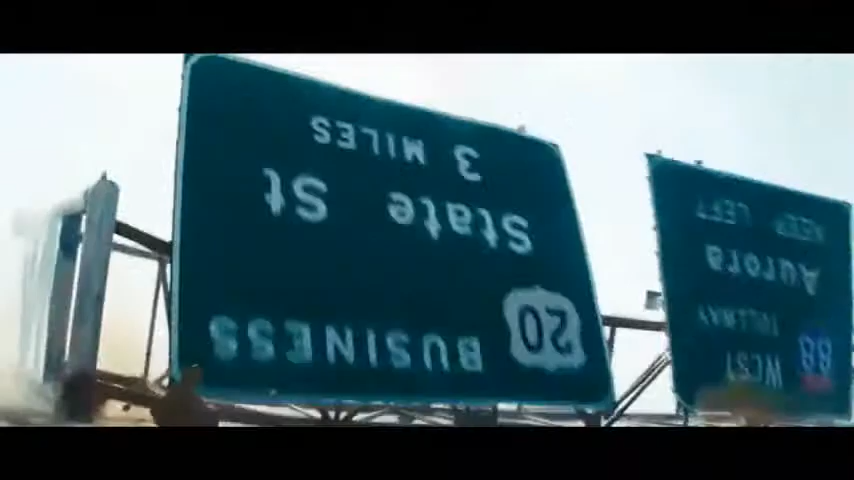 20 BUSINESS
State St
3 MILES
88 WEST
TOLLWAY
Aurora
KEEP LEFT